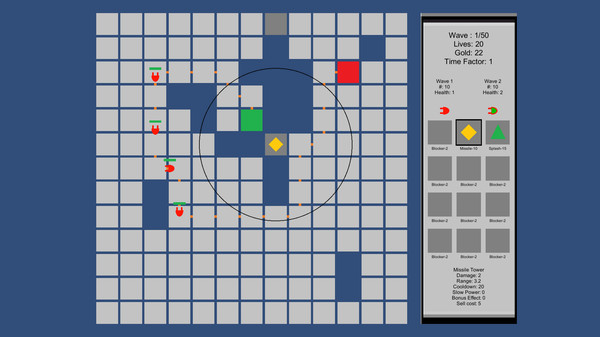 Wave : 1/50
Lives: 20
Gold: 22
Time Factor: 1
Wave 1 Wave 2
#: 10 #: 10
Health: 1 Health: 2
Blocker-2 Missile-10 Splash-15
Blocker-2 Blocker-2 Blocker-2
Blocker-2 Blocker-2 Blocker-2
Blocker-2 Blocker-2 Blocker-2
Missile Tower
Damage: 2
Range: 3.2
Cooldown: 20
Slow Power: 0
Bonus Effect: 0
Sell cost: 5